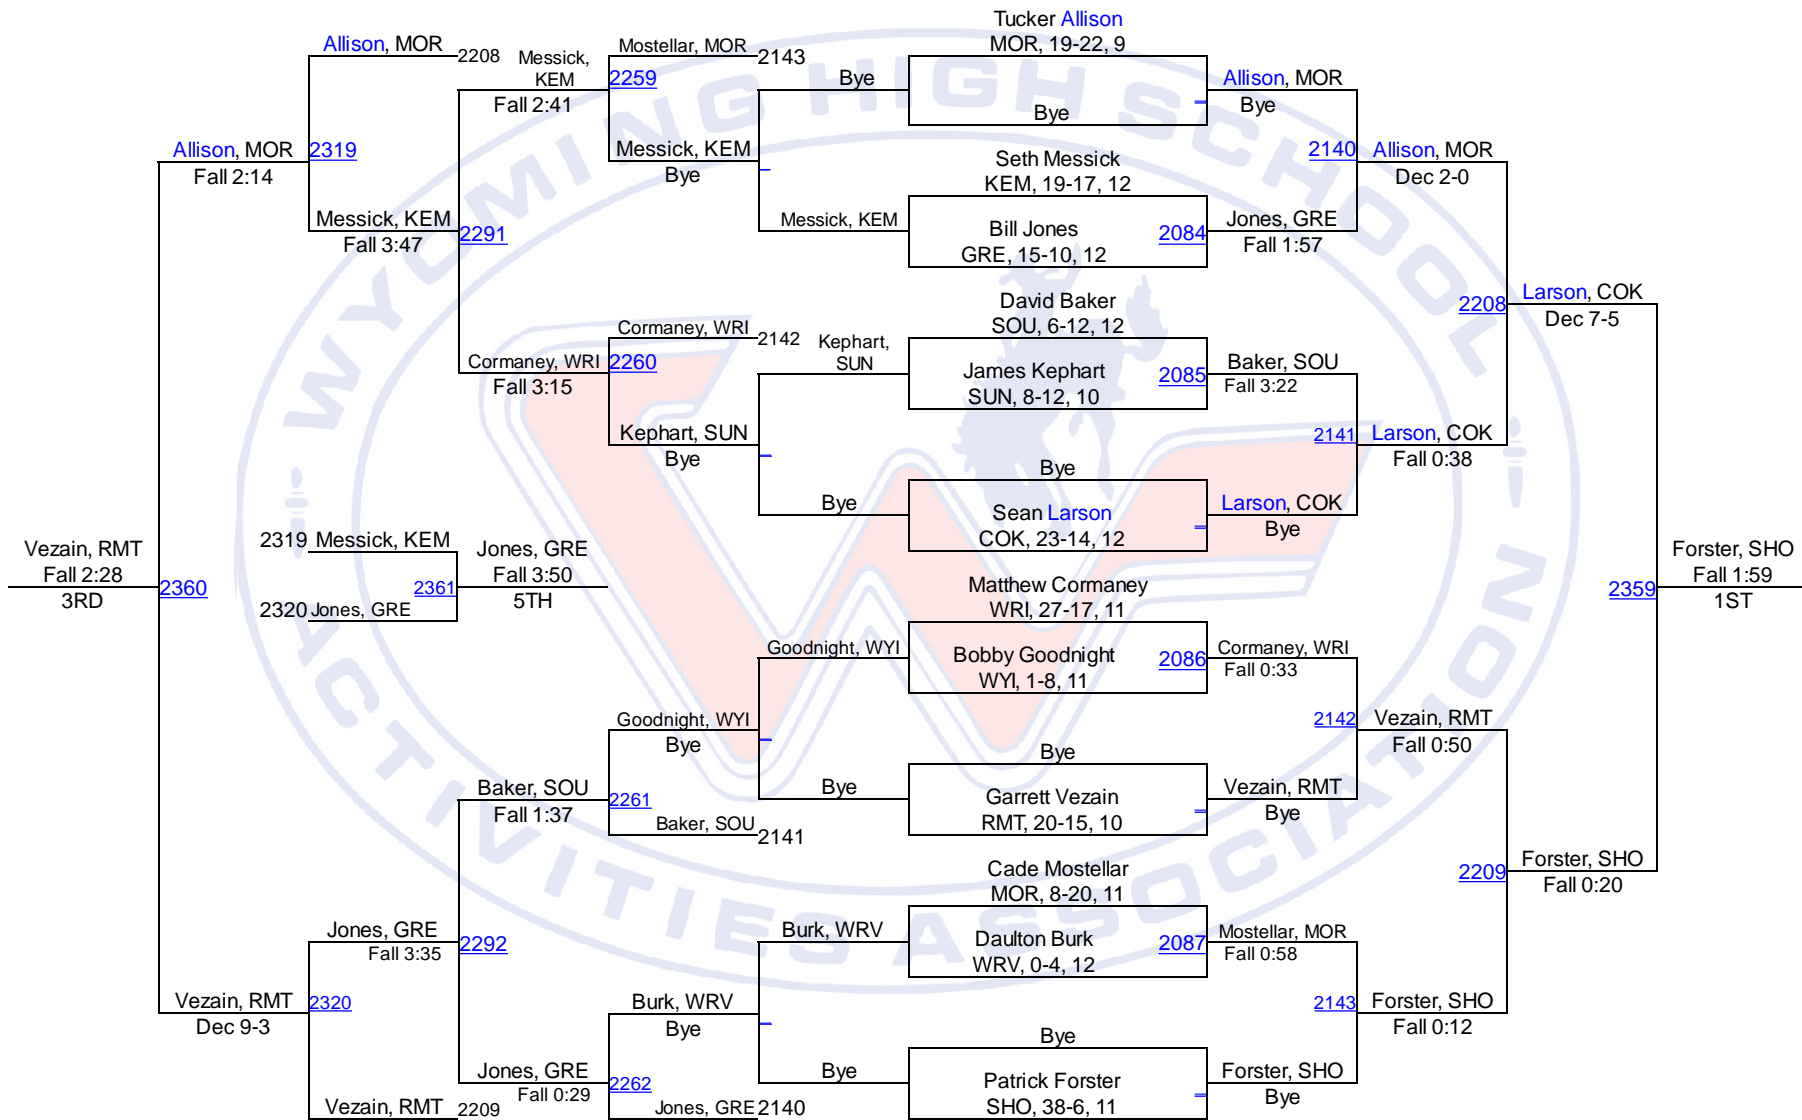 Tucker Allison
MOR, 19-22, 9
Bye
Seth Messick
KEM, 19-17, 12
Bill Jones
GRE, 15-10, 12
2084
David Baker
SOU, 6-12, 12
James Kephart
SUN, 8-12, 10
2085
Bye
Sean Larson
COK, 23-14, 12
Matthew Cormaney
WRI, 27-17, 11
Bobby Goodnight
WYI, 1-8, 11
2086
Bye
Garrett Vezain
RMT, 20-15, 10
Cade Mostellar
MOR, 8-20, 11
Daulton Burk
WRV, 0-4, 12
2087
Bye
Patrick Forster
SHO, 38-6, 11
Allison, MOR
Bye
Jones, GRE
Fall 1:57
Baker, SOU
Fall 3:22
Larson, COK
Bye
Cormaney, WRI
Fall 0:33
Vezain, RMT
Bye
Mostellar, MOR
Fall 0:58
Forster, SHO
Bye
2140
Allison, MOR
Dec 2-0
2141
Larson, COK
Fall 0:38
2142
Vezain, RMT
Fall 0:50
2143
Forster, SHO
Fall 0:12
2208
Larson, COK
Dec 7-5
2209
Forster, SHO
Fall 0:20
2359
Forster, SHO
Fall 1:59
1ST
Bye
Messick, KEM
Kephart,
SUN
Bye
Goodnight, WYI
Bye
Burk, WRV
Bye
Mostellar, MOR
2143
Messick, KEM
Bye
Cormaney, WRI
2142
Kephart, SUN
Bye
Goodnight, WYI
Bye
Baker, SOU
2141
Burk, WRV
Bye
Jones, GRE
2140
Messick,
KEM
Fall 2:41
2259
Cormaney, WRI
Fall 3:15
2260
Baker, SOU
Fall 1:37
2261
Jones, GRE
Fall 0:29
2262
Allison, MOR
2208
Messick, KEM
Fall 3:47
2291
Jones, GRE
Fall 3:35
2292
Vezain, RMT
2209
Allison, MOR
Fall 2:14
2319
Vezain, RMT
Dec 9-3
2320
2319 Messick, KEM
2320 Jones, GRE
2361
Jones, GRE
Fall 3:50
5TH
Vezain, RMT
Fall 2:28
3RD
2360
WYOMING HIGH SCHOOL
ACTIVITIES ASSOCIATION